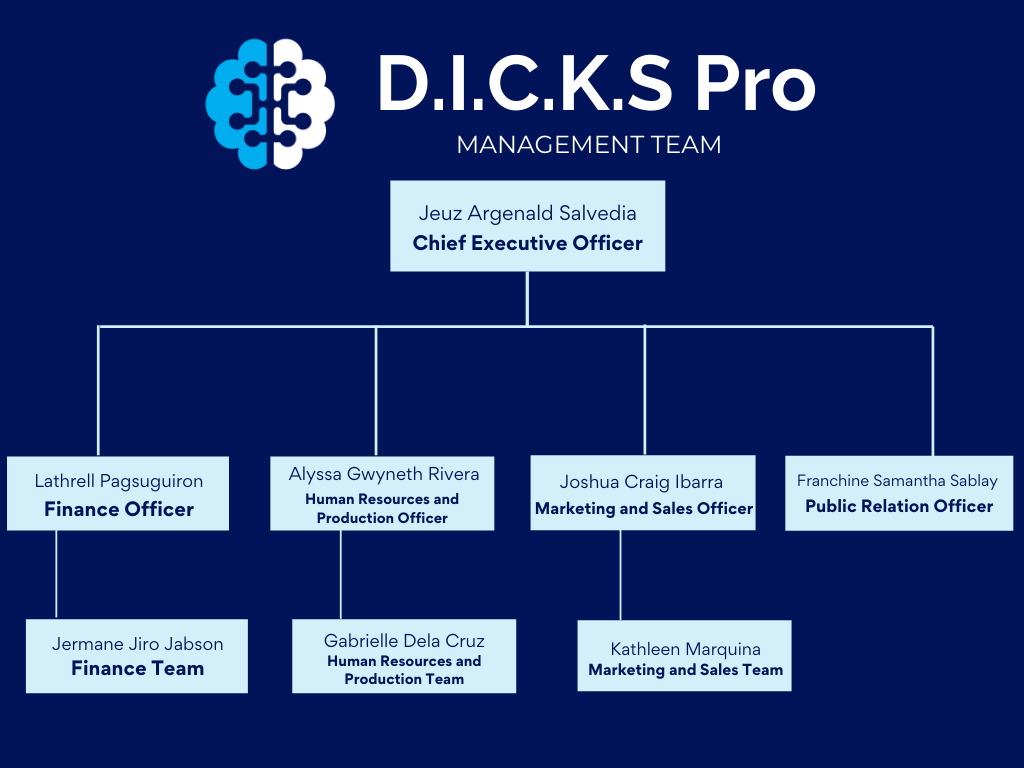 D.I.C.K.S Pro
MANAGEMENT TEAM
Jeuz Argenald Salvedia
Chief Executive Officer
Lathrell Pagsuguiron
Finance Officer
Alyssa Gwyneth Rivera
Human Resources and
Production Officer
Joshua Craig Ibarra
Marketing and Sales Officer
Franchine Samantha Sablay
Public Relation Officer
Jermane Jiro Jabson
Finance Team
Gabrielle Dela Cruz
Human Resources and
Production Team
Kathleen Marquina
Marketing and Sales Team